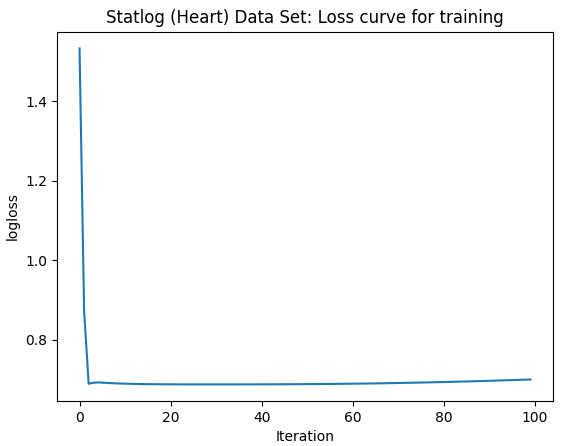 Statlog (Heart) Data Set: Loss curve for training
1.4
1.2
1.0
0.8
logloss
0 20 40 60 80 100
Iteration